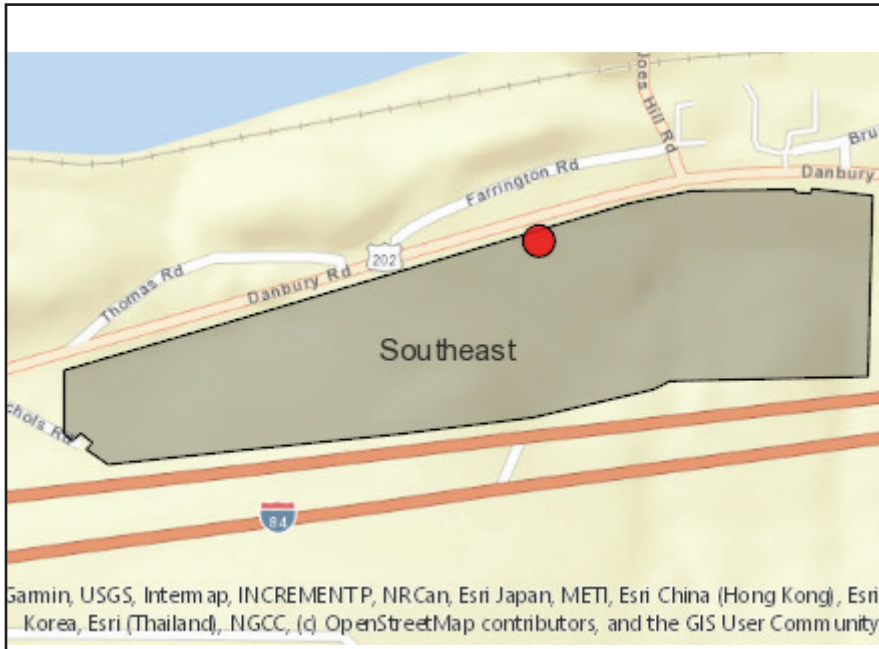 Joes Hill Rd
Bru
Farrington Rd
Danbury
202
Thomas Rd
Danbury Rd
Southeast
chols Rd
84
Garmin, USGS, Intermap, INCREMENT P, NRCan, Esri Japan, METI, Esri China (Hong Kong), Esri
Korea, Esri (Thailand), NGCC, (c) OpenStreetMap contributors, and the GIS User Community